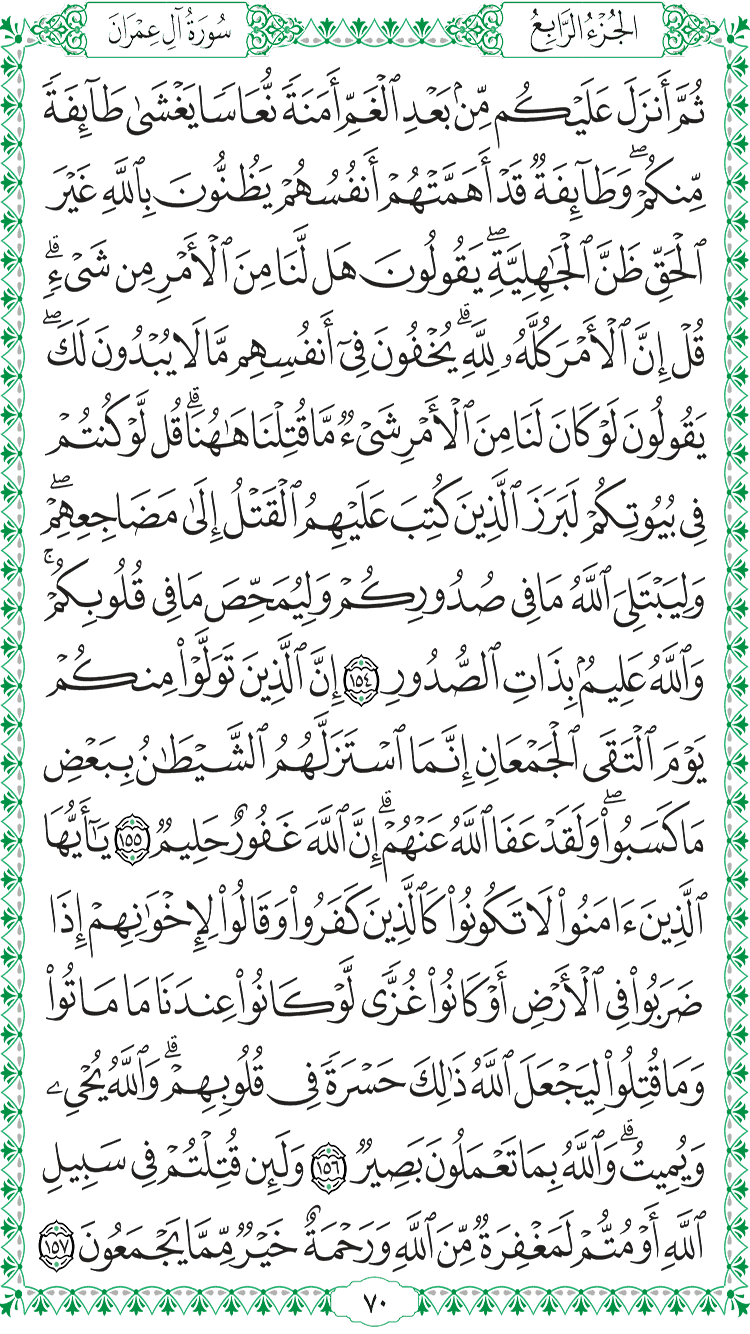 الجُزْءُ الرَّابِعُ
سُورَةُ آلِ عِمْرَانَ
ثُمَّ أَنزَلَ عَلَيْكُم مِّنۢ بَعْدِ ٱلْغَمِّ أَمَنَةً نُّعَاسًا يَغْشَىٰ طَآئِفَةً
مِّنكُمْ ۖ وَطَآئِفَةٌ قَدْ أَهَمَّتْهُمْ أَنفُسُهُمْ يَظُنُّونَ بِٱللَّهِ غَيْرَ
ٱلْحَقِّ ظَنَّ ٱلْجَٰهِلِيَّةِ ۖ يَقُولُونَ هَل لَّنَا مِنَ ٱلْأَمْرِ مِن شَىْءٍ ۗ
قُلْ إِنَّ ٱلْأَمْرَ كُلَّهُۥ لِلَّهِ ۗ يُخْفُونَ فِىٓ أَنفُسِهِم مَّا لَا يُبْدُونَ لَكَ ۖ
يَقُولُونَ لَوْ كَانَ لَنَا مِنَ ٱلْأَمْرِ شَىْءٌ مَّا قُتِلْنَا هَٰهُنَا ۗ قُل لَّوْ كُنتُمْ
فِى بُيُوتِكُمْ لَبَرَزَ ٱلَّذِينَ كُتِبَ عَلَيْهِمُ ٱلْقَتْلُ إِلَىٰ مَضَاجِعِهِمْ ۖ
وَلِيَبْتَلِىَ ٱللَّهُ مَا فِى صُدُورِكُمْ وَلِيُمَحِّصَ مَا فِى قُلُوبِكُمْ ۚ
وَٱللَّهُ عَلِيمٌۢ بِذَاتِ ٱلصُّدُورِ ١٥٤ إِنَّ ٱلَّذِينَ تَوَلَّوْا۟ مِنكُمْ
يَوْمَ ٱلْتَقَى ٱلْجَمْعَانِ إِنَّمَا ٱسْتَزَلَّهُمُ ٱلشَّيْطَٰنُ بِبَعْضِ
مَا كَسَبُوا۟ ۖ وَلَقَدْ عَفَا ٱللَّهُ عَنْهُمْ ۗ إِنَّ ٱللَّهَ غَفُورٌ حَلِيمٌ ١٥٥ يَٰٓأَيُّهَا
ٱلَّذِينَ ءَامَنُوا۟ لَا تَكُونُوا۟ كَٱلَّذِينَ كَفَرُوا۟ وَقَالُوا۟ لِإِخْوَٰنِهِمْ إِذَا
ضَرَبُوا۟ فِى ٱلْأَرْضِ أَوْ كَانُوا۟ غُزًّى لَّوْ كَانُوا۟ عِندَنَا مَا مَاتُوا۟
وَمَا قُتِلُوا۟ لِيَجْعَلَ ٱللَّهُ ذَٰلِكَ حَسْرَةً فِى قُلُوبِهِمْ ۗ وَٱللَّهُ يُحْىِۦ
وَيُمِيتُ ۗ وَٱللَّهُ بِمَا تَعْمَلُونَ بَصِيرٌ ١٥٦ وَلَئِن قُتِلْتُمْ فِى سَبِيلِ
ٱللَّهِ أَوْ مُتُّمْ لَمَغْفِرَةٌ مِّنَ ٱللَّهِ وَرَحْمَةٌ خَيْرٌ مِّمَّا يَجْمَعُونَ ١٥٧
٧٠